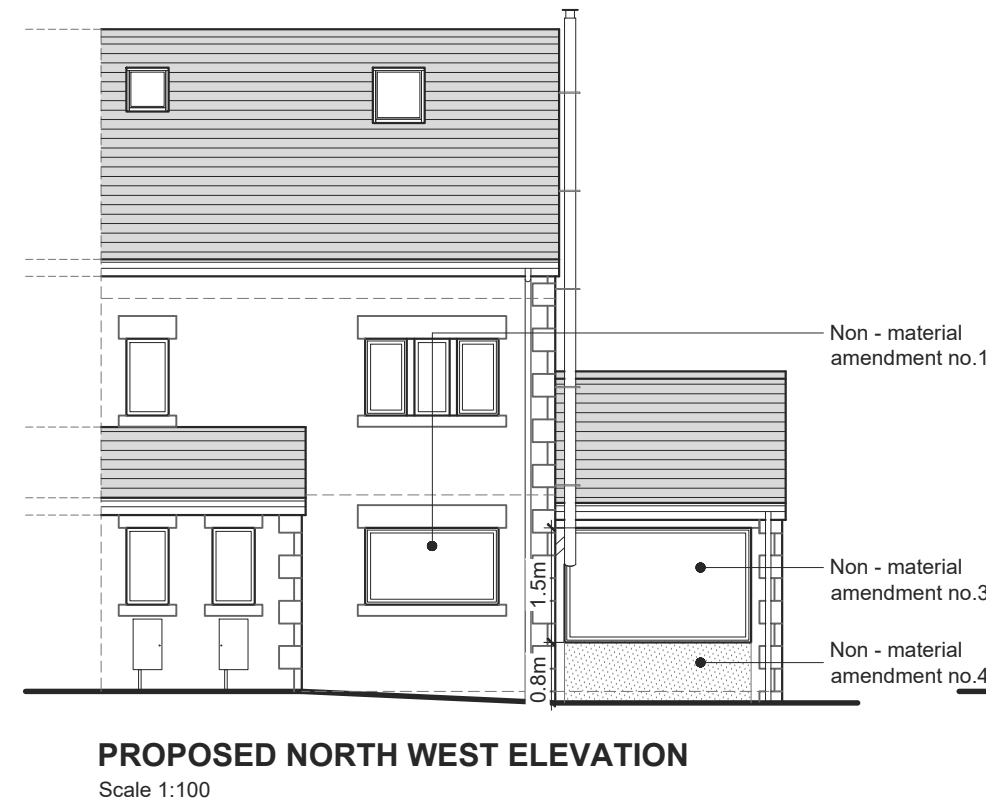 Non - material
amendment no.1
1.5m
Non - material
amendment no.3
0.8m
Non - material
amendment no.4
PROPOSED NORTH WEST ELEVATION
Scale 1:100